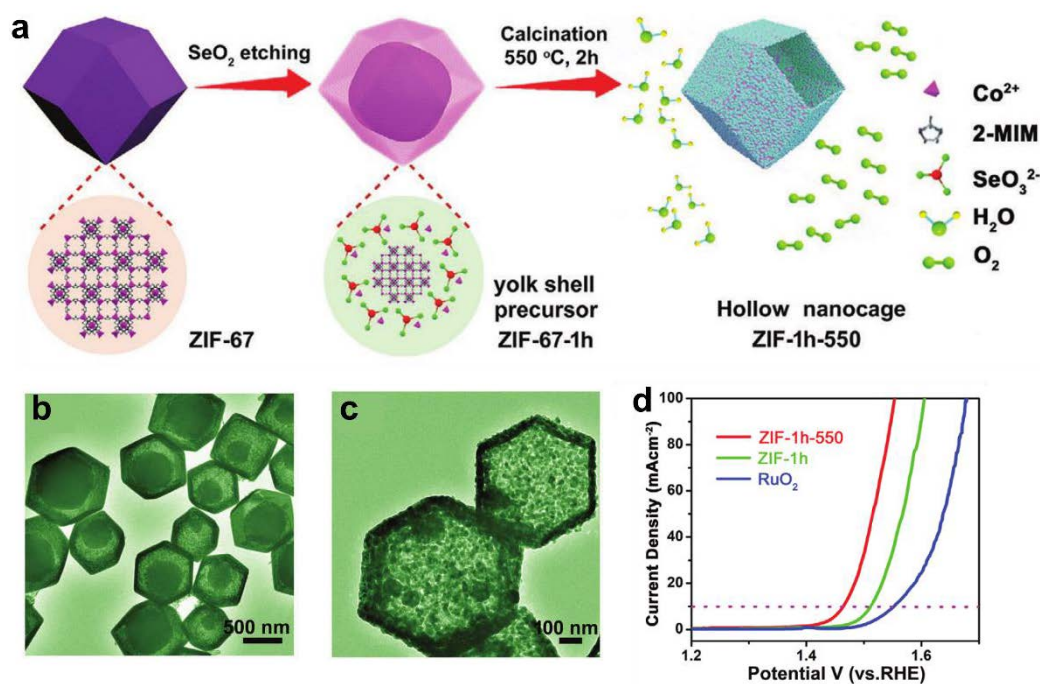 a
SeO₂ etching
Calcination
550 °C, 2h
Co²⁺
2-MIM
SeO₃²⁻
H₂O
O₂
ZIF-67
yolk shell
precursor
ZIF-67-1h
Hollow nanocage
ZIF-1h-550
b
500 nm
c
100 nm
d
100
80
60
40
20
10
0
Current Density (mAcm⁻²)
ZIF-1h-550
ZIF-1h
RuO₂
1.2
1.4
1.6
Potential V (vs.RHE)